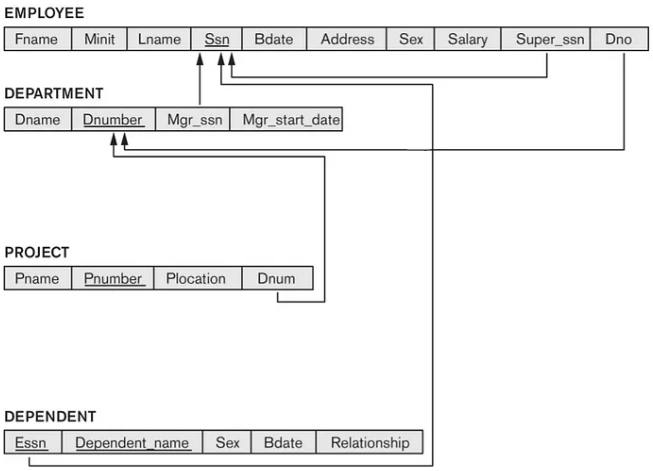 EMPLOYEE
Fname Minit Lname Ssn Bdate Address Sex Salary Super_ssn Dno
DEPARTMENT
Dname Dnumber Mgr_ssn Mgr_start_date
PROJECT
Pname Pnumber Plocation Dnum
DEPENDENT
Essn Dependent_name Sex Bdate Relationship